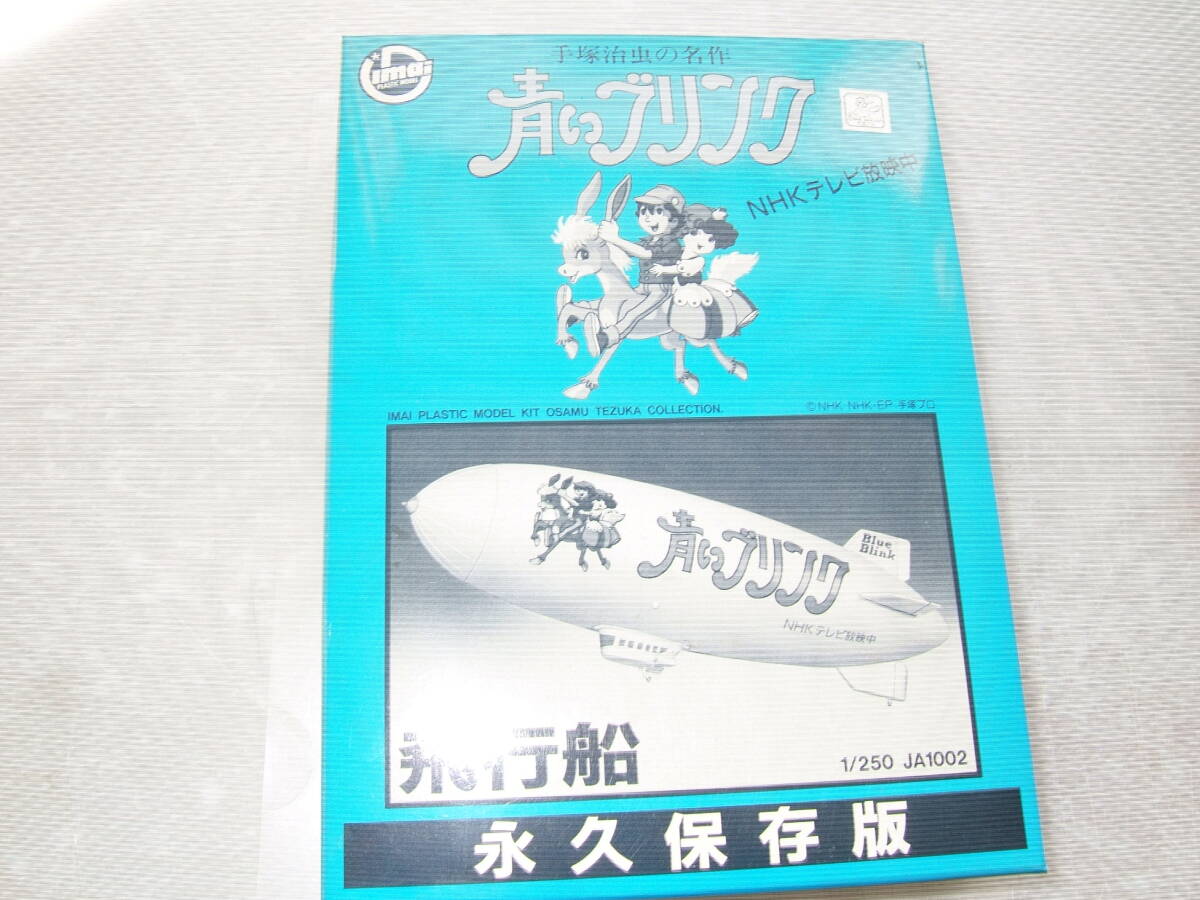 imai
PLASTIC MODEL
手塚治虫の名作
青いブリンク
NHKテレビ放映中
IMAI PLASTIC MODEL KIT OSAMU TEZUKA COLLECTION.
©NHK NHK-EP 手塚プロ
青いブリンク
Blue
Blink
NHKテレビ放映中
飛行船
1/250 JA1002
永久保存版